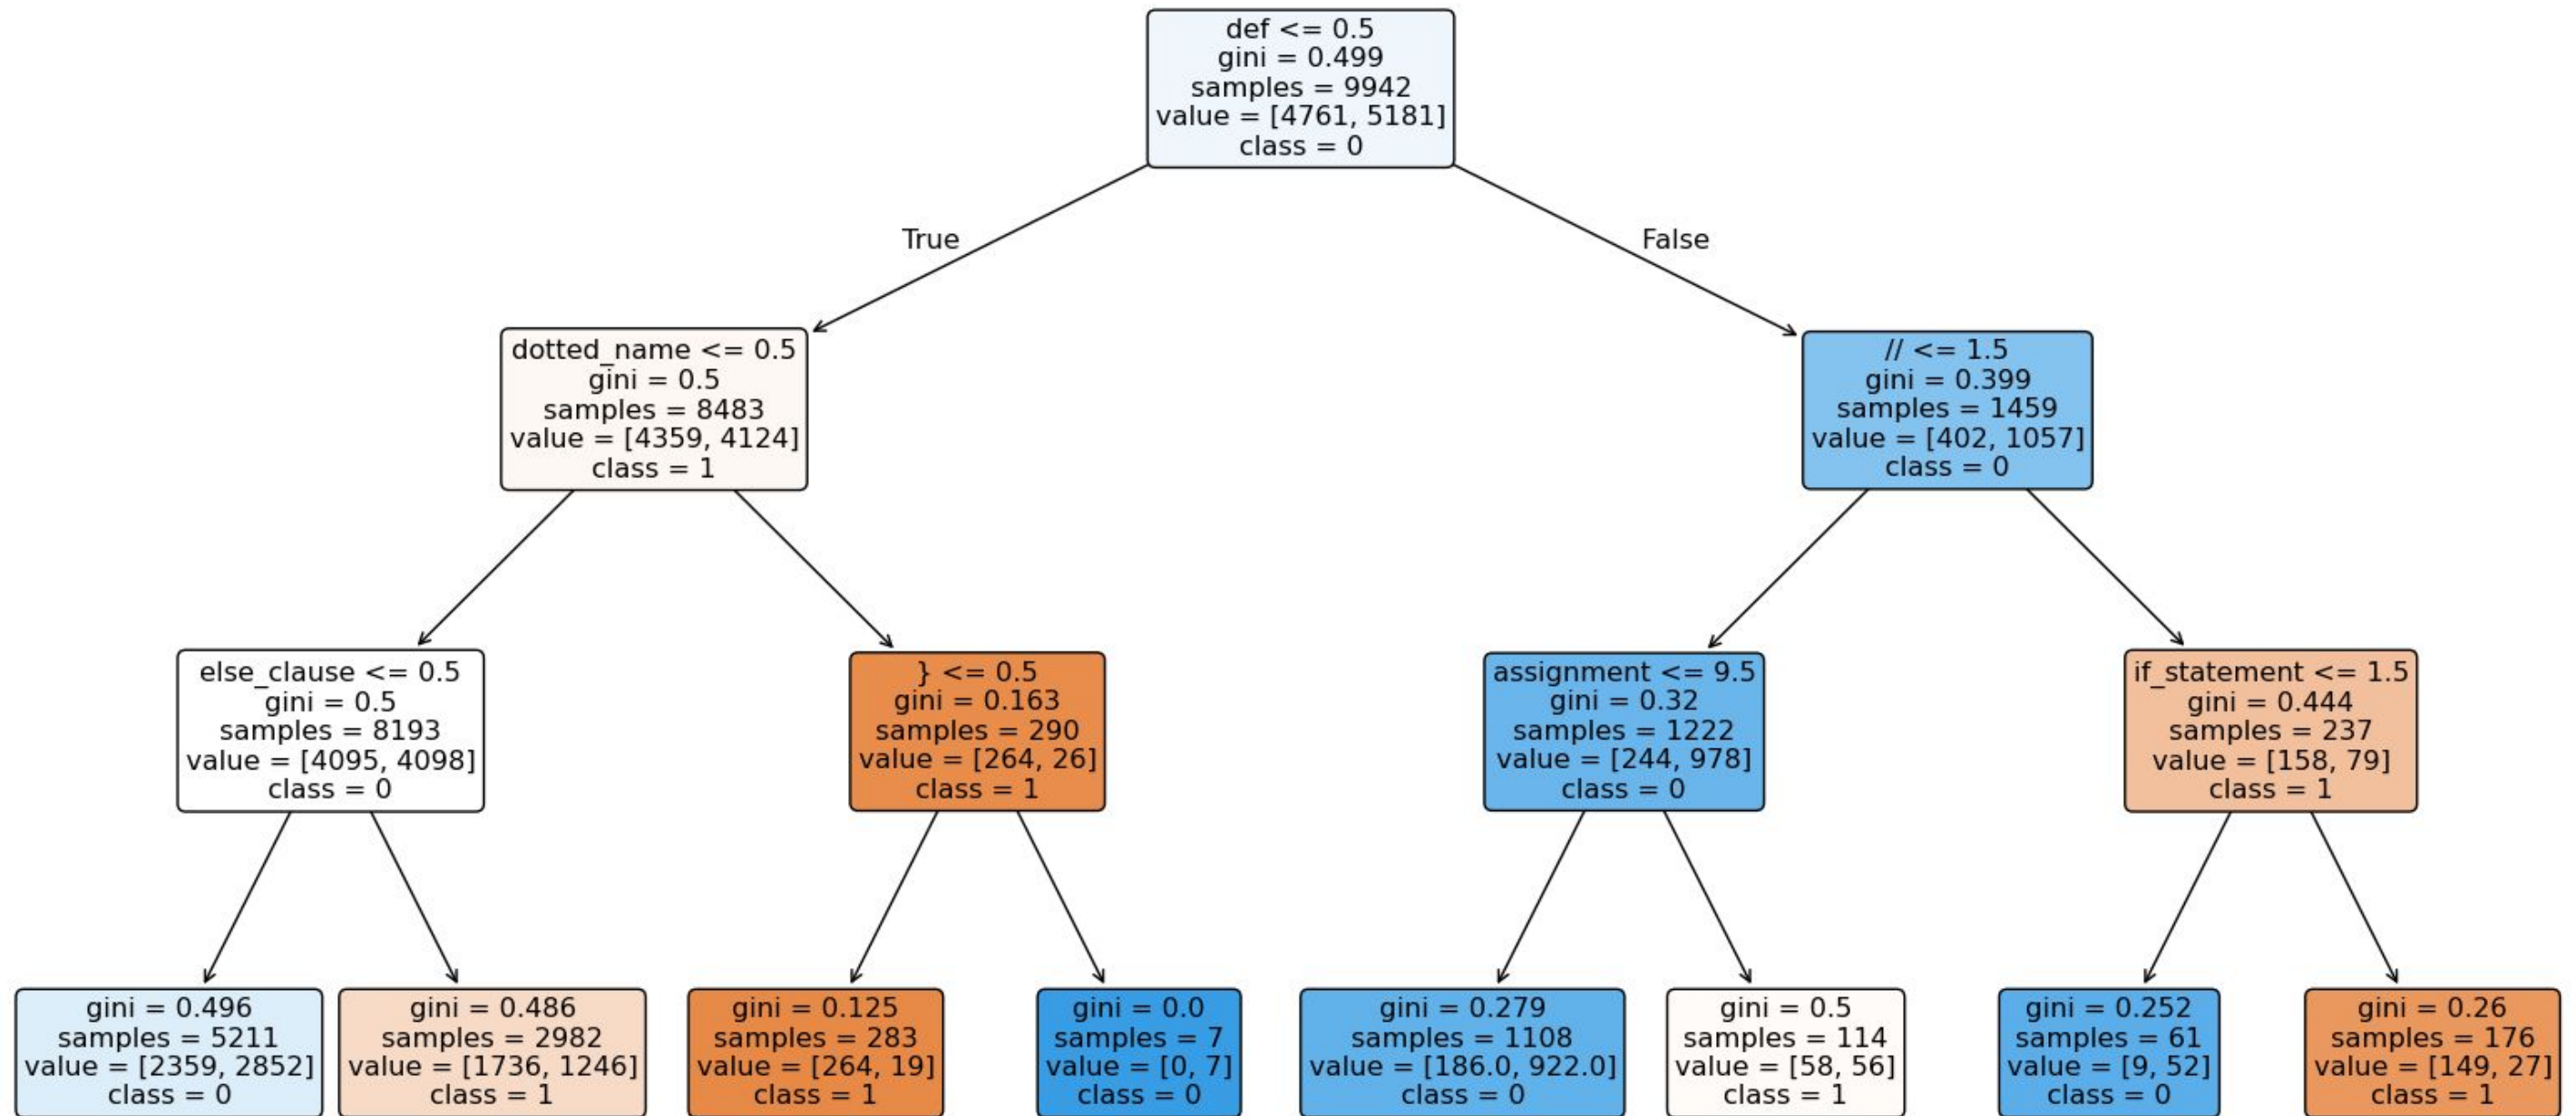 def <= 0.5
gini = 0.499
samples = 9942
value = [4761, 5181]
class = 0
True
False
dotted_name <= 0.5
gini = 0.5
samples = 8483
value = [4359, 4124]
class = 1
// <= 1.5
gini = 0.399
samples = 1459
value = [402, 1057]
class = 0
else_clause <= 0.5
gini = 0.5
samples = 8193
value = [4095, 4098]
class = 0
} <= 0.5
gini = 0.163
samples = 290
value = [264, 26]
class = 1
assignment <= 9.5
gini = 0.32
samples = 1222
value = [244, 978]
class = 0
if_statement <= 1.5
gini = 0.444
samples = 237
value = [158, 79]
class = 1
gini = 0.496
samples = 5211
value = [2359, 2852]
class = 0
gini = 0.486
samples = 2982
value = [1736, 1246]
class = 1
gini = 0.125
samples = 283
value = [264, 19]
class = 1
gini = 0.0
samples = 7
value = [0, 7]
class = 0
gini = 0.279
samples = 1108
value = [186.0, 922.0]
class = 0
gini = 0.5
samples = 114
value = [58, 56]
class = 1
gini = 0.252
samples = 61
value = [9, 52]
class = 0
gini = 0.26
samples = 176
value = [149, 27]
class = 1